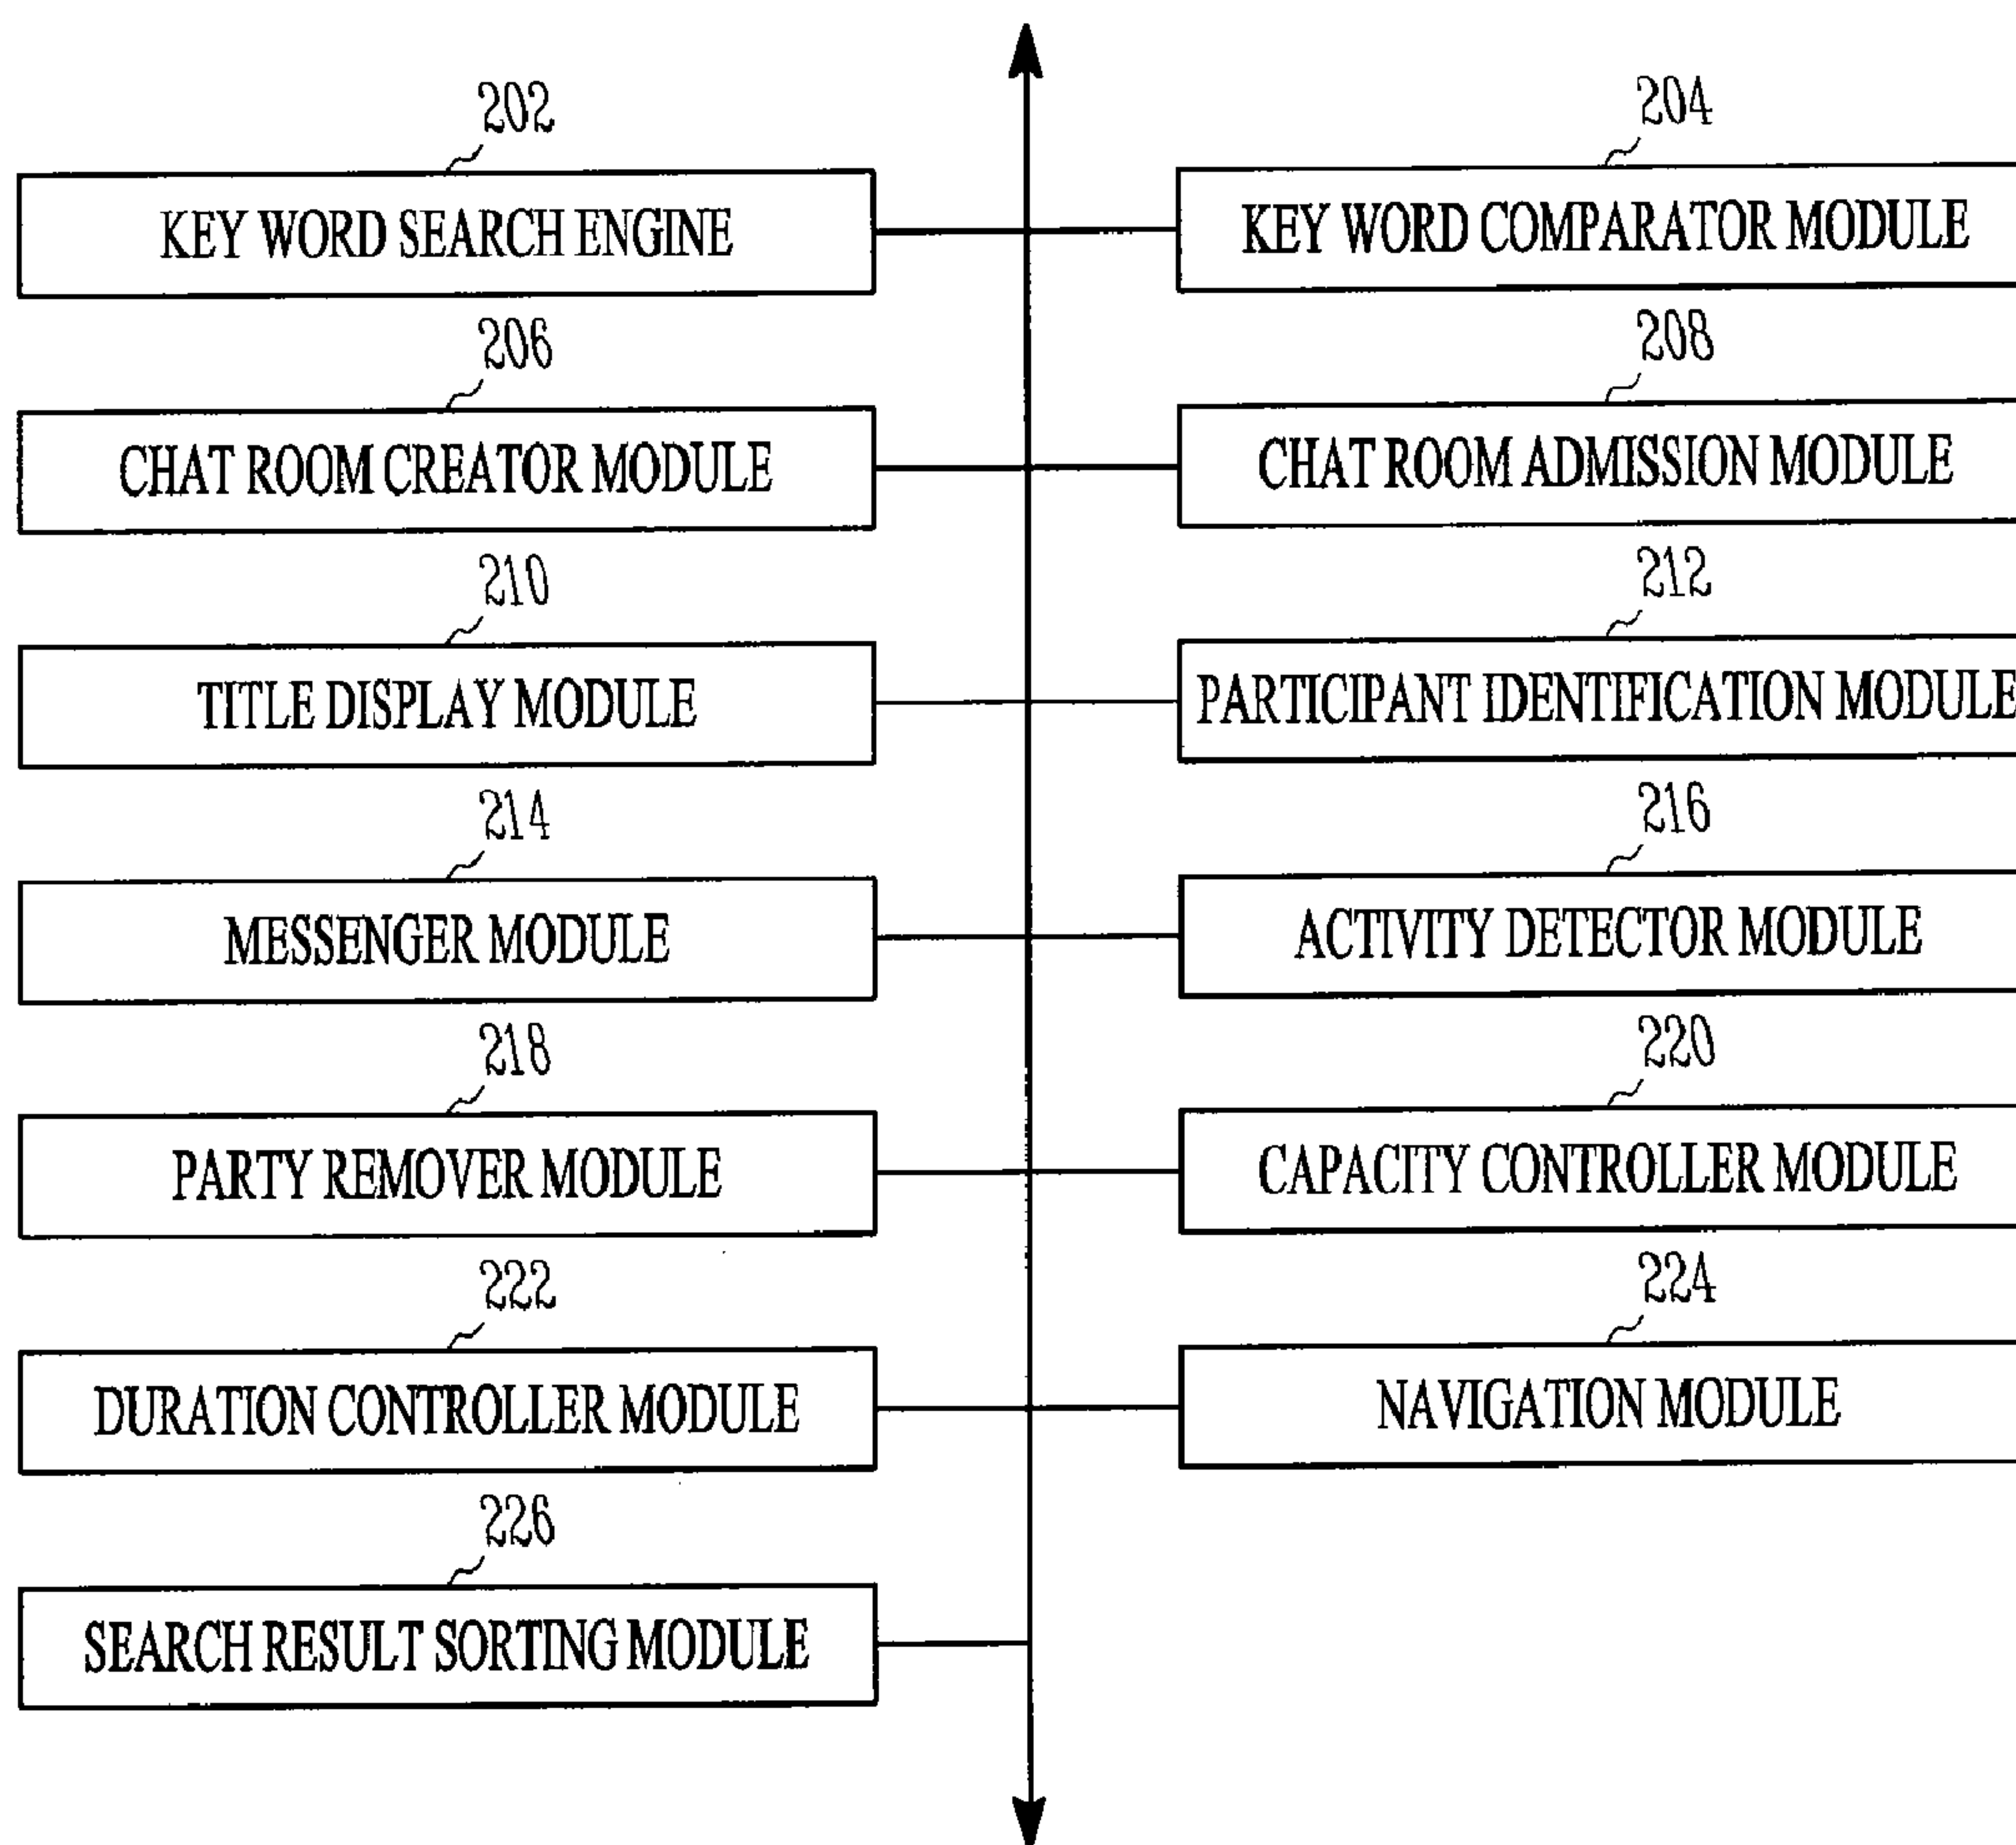 202
204
KEY WORD SEARCH ENGINE
KEY WORD COMPARATOR MODULE
206
208
CHAT ROOM CREATOR MODULE
CHAT ROOM ADMISSION MODULE
210
212
TITLE DISPLAY MODULE
PARTICIPANT IDENTIFICATION MODULE
214
216
MESSENGER MODULE
ACTIVITY DETECTOR MODULE
218
220
PARTY REMOVER MODULE
CAPACITY CONTROLLER MODULE
222
224
DURATION CONTROLLER MODULE
NAVIGATION MODULE
226
SEARCH RESULT SORTING MODULE